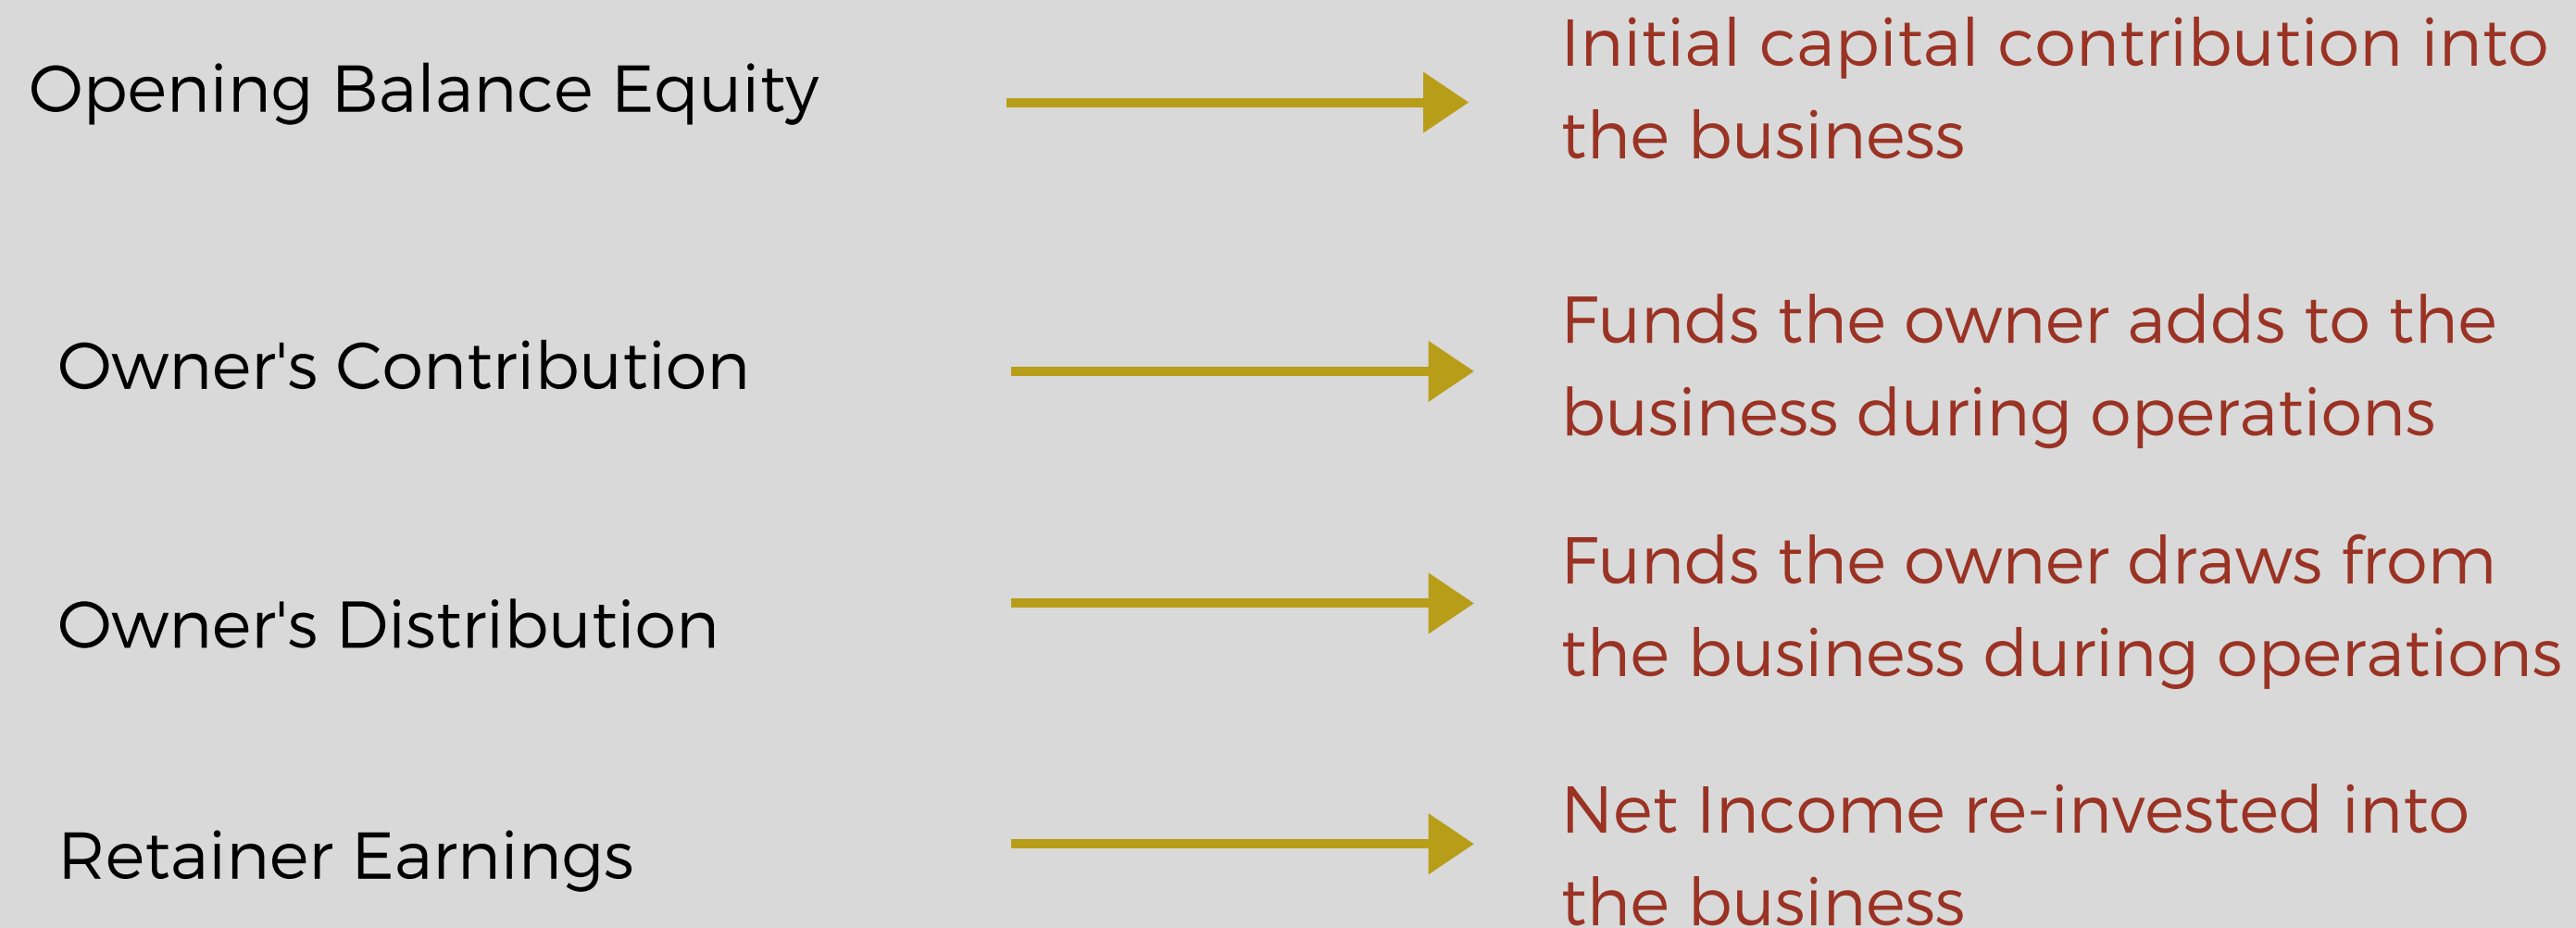 Opening Balance Equity
Initial capital contribution into
the business
Owner's Contribution
Funds the owner adds to the
business during operations
Owner's Distribution
Funds the owner draws from
the business during operations
Retainer Earnings
Net Income re-invested into
the business